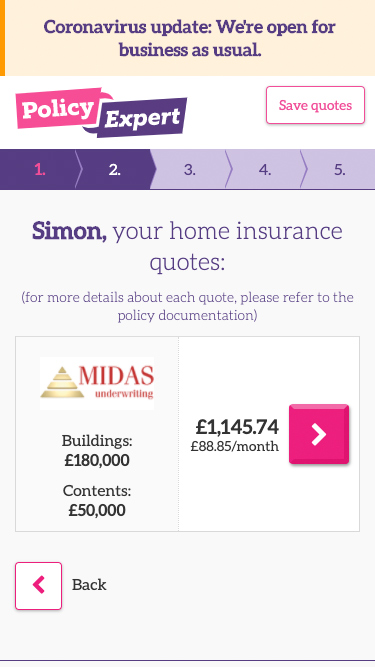 Coronavirus update: We're open for
business as usual.
Policy
Expert
Save quotes
1.
2.
3.
4.
5.
Simon, your home insurance
quotes:
(for more details about each quote, please refer to the
policy documentation)
MIDAS
underwriting
Buildings:
£180,000
Contents:
£50,000
£1,145.74
£88.85/month
Back